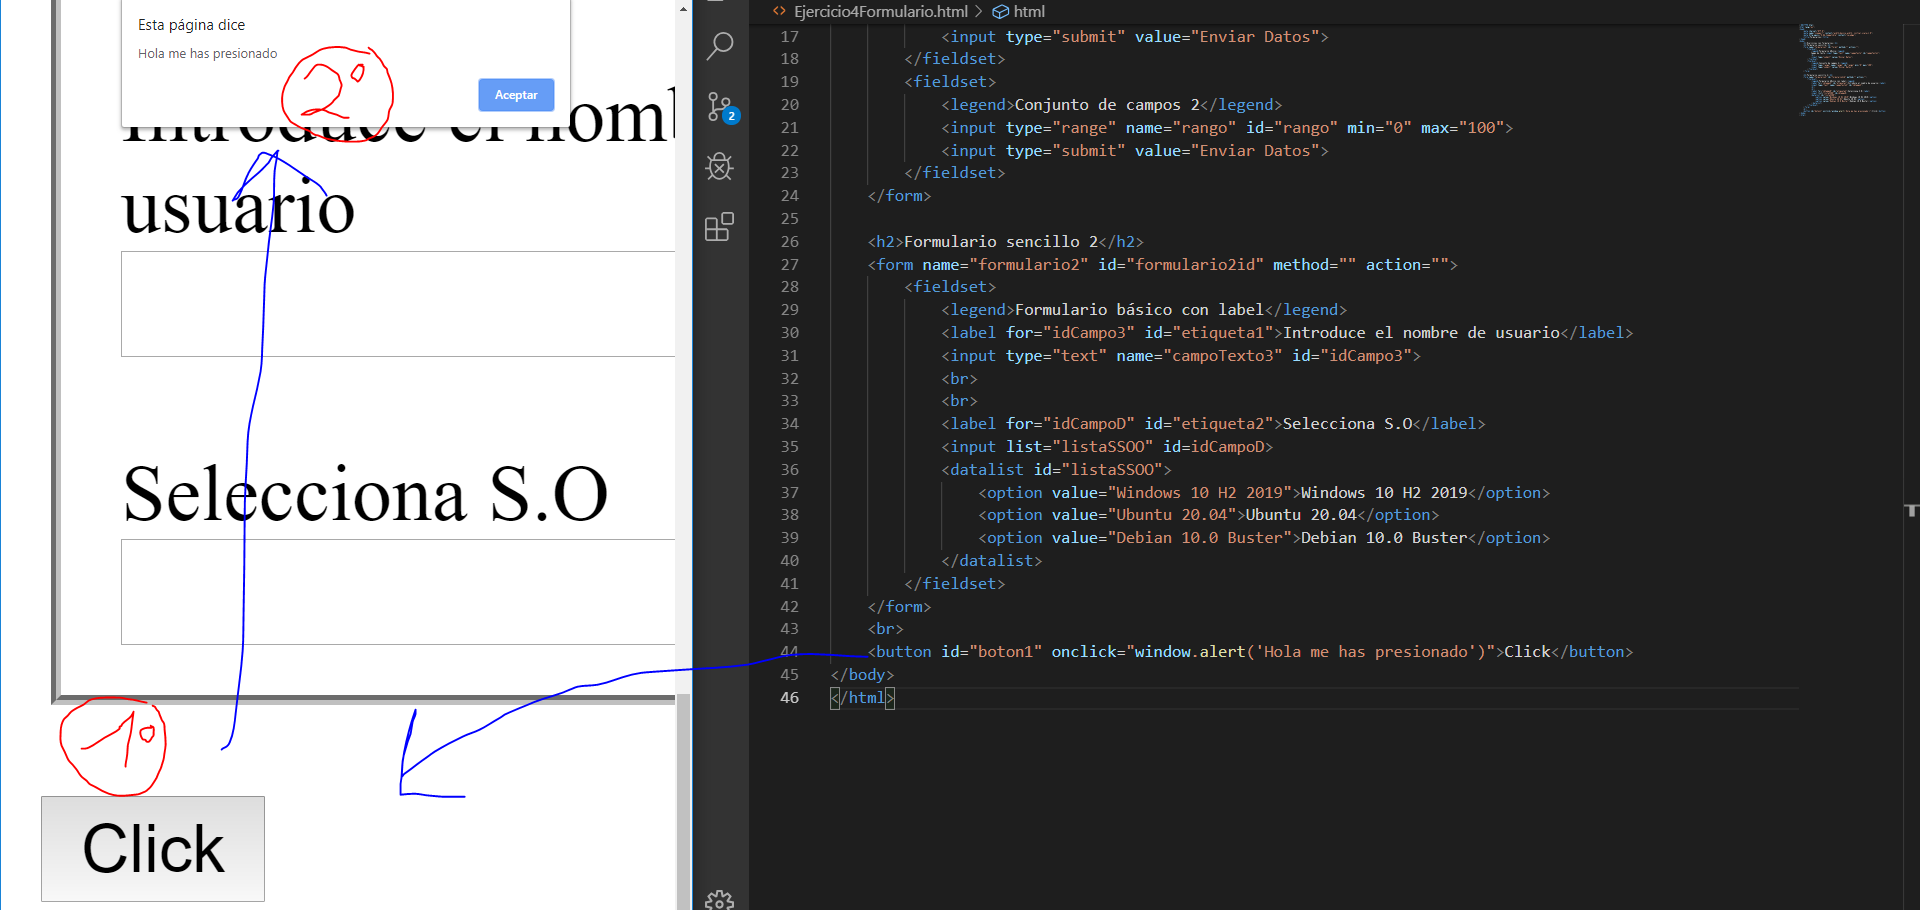 Esta página dice
Hola me has presionado
2º
Aceptar
Introduce el nomb
usuario
Selecciona S.O
1º
Click
2
Ejercicio4Formulario.html > html
17 <input type="submit" value="Enviar Datos">
18 </fieldset>
19 <fieldset>
20 <legend>Conjunto de campos 2</legend>
21 <input type="range" name="rango" id="rango" min="0" max="100">
22 <input type="submit" value="Enviar Datos">
23 </fieldset>
24 </form>
25
26 <h2>Formulario sencillo 2</h2>
27 <form name="formulario2" id="formulario2id" method="" action="">
28 <fieldset>
29 <legend>Formulario básico con label</legend>
30 <label for="idCampo3" id="etiqueta1">Introduce el nombre de usuario</label>
31 <input type="text" name="campoTexto3" id="idCampo3">
32 <br>
33 <br>
34 <label for="idCampoD" id="etiqueta2">Selecciona S.O</label>
35 <input list="listaSSOO" id=idCampoD>
36 <datalist id="listaSSOO">
37 <option value="Windows 10 H2 2019">Windows 10 H2 2019</option>
38 <option value="Ubuntu 20.04">Ubuntu 20.04</option>
39 <option value="Debian 10.0 Buster">Debian 10.0 Buster</option>
40 </datalist>
41 </fieldset>
42 </form>
43 <br>
44 <button id="boton1" onclick="window.alert('Hola me has presionado')">Click</button>
45 </body>
46 </html>